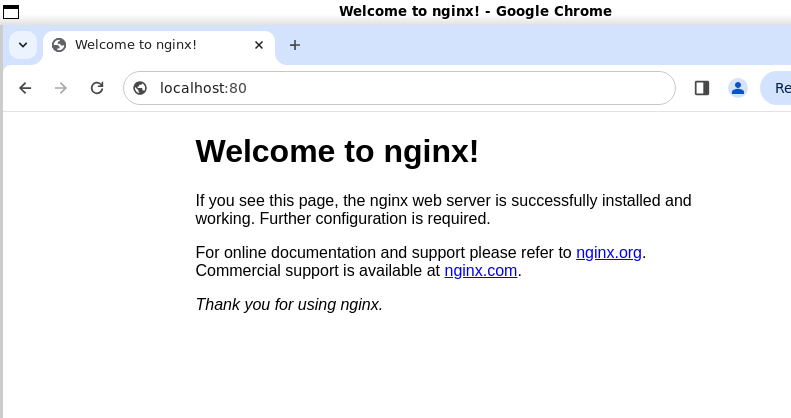 Welcome to nginx! - Google Chrome
Welcome to nginx!
localhost:80
Re
Welcome to nginx!
If you see this page, the nginx web server is successfully installed and
working. Further configuration is required.
For online documentation and support please refer to nginx.org.
Commercial support is available at nginx.com.
Thank you for using nginx.